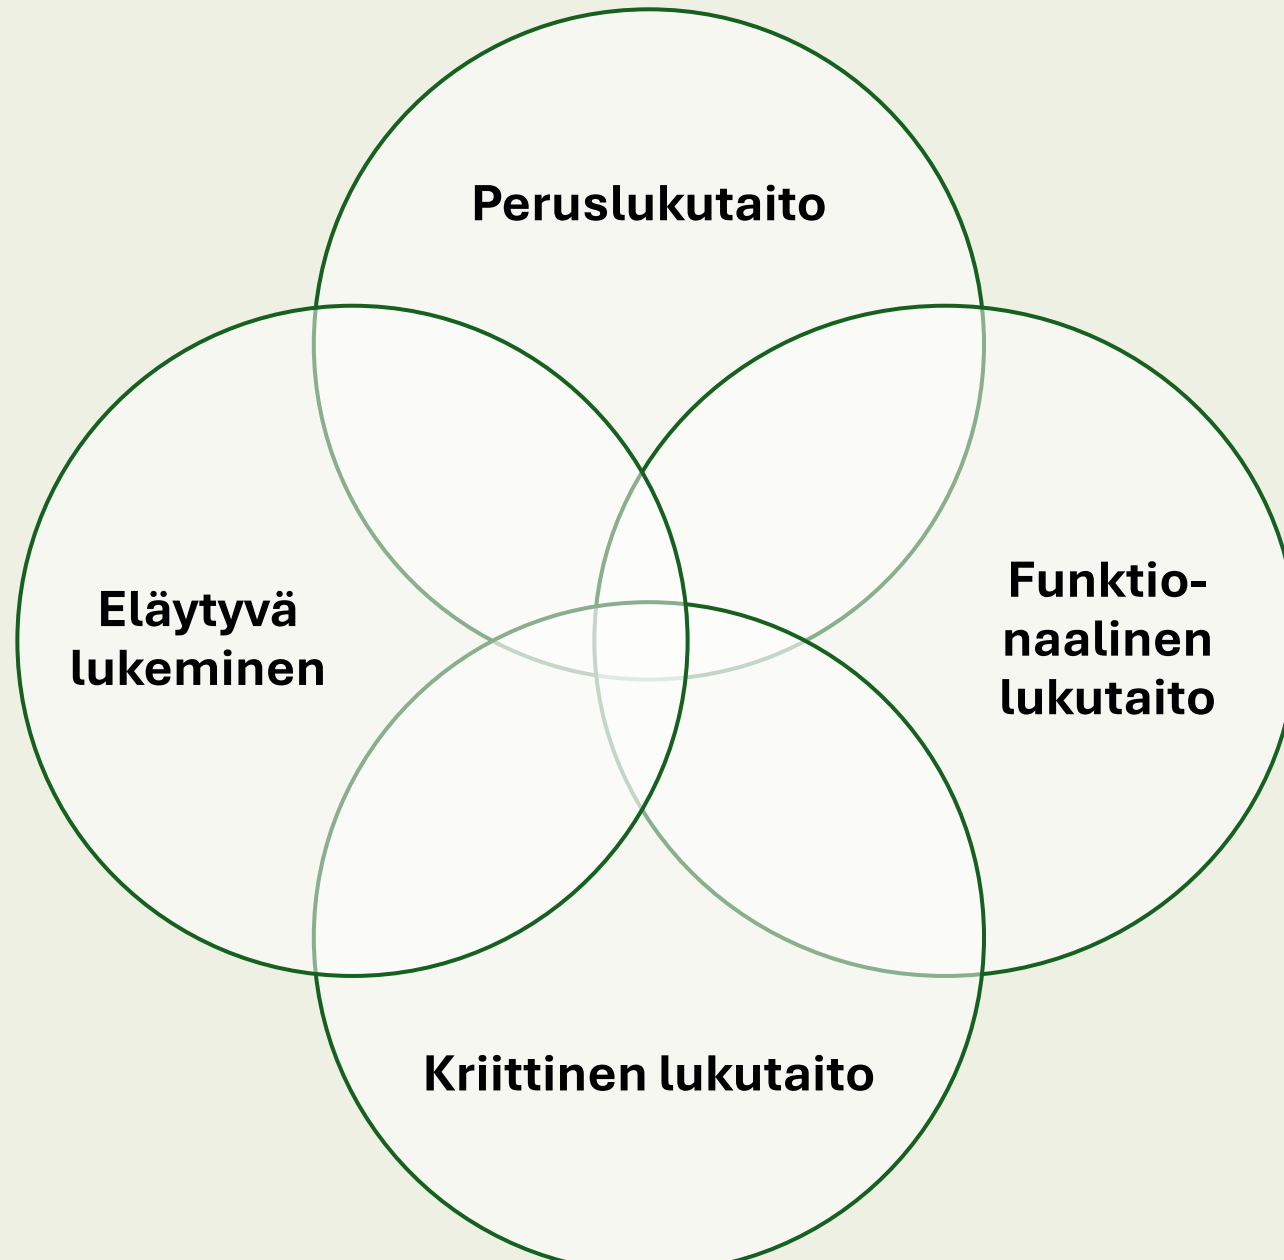 Peruslukutaito
Eläytyvä
lukeminen
Funktio-
naalinen
lukutaito
Kriittinen lukutaito